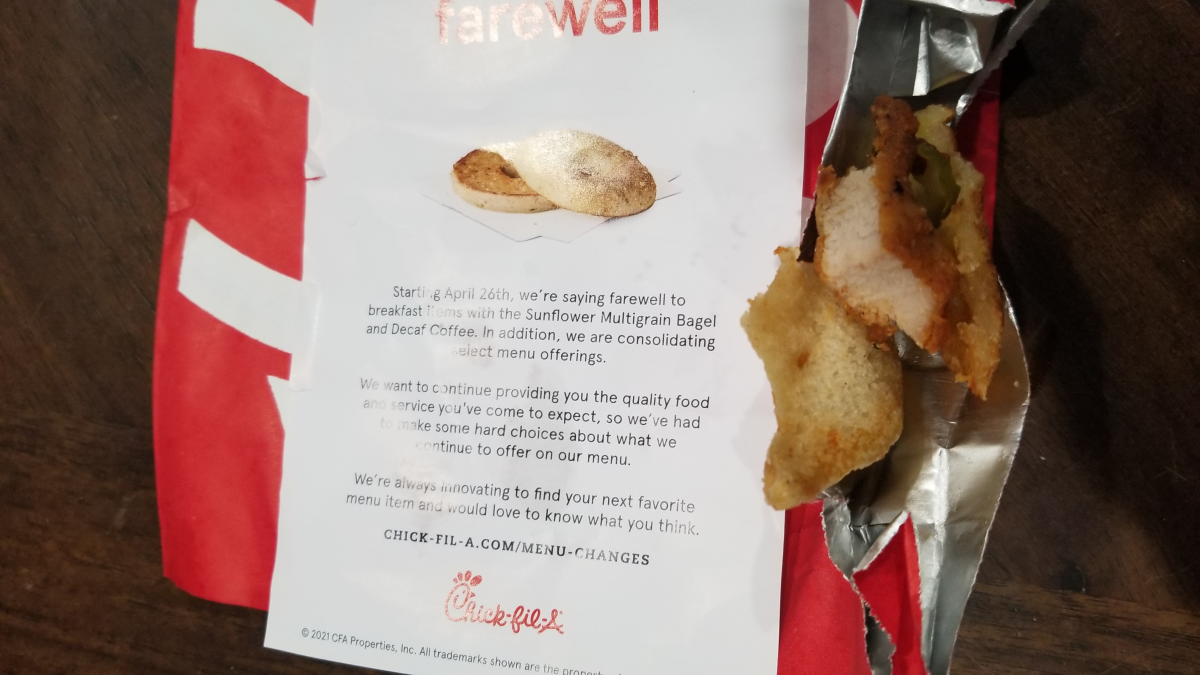 farewell
Starting April 26th, we're saying farewell to
breakfast items with the Sunflower Multigrain Bagel
and Decaf Coffee. In addition, we are consolidating
select menu offerings.
We want to continue providing you the quality food
and service you've come to expect, so we've had
to make some hard choices about what we
continue to offer on our menu.
We're always innovating to find your next favorite
menu item and would love to know what you think.
CHICK-FIL-A.COM/MENU-CHANGES
Chick-fil-A
© 2021 CFA Properties, Inc. All trademarks shown are the